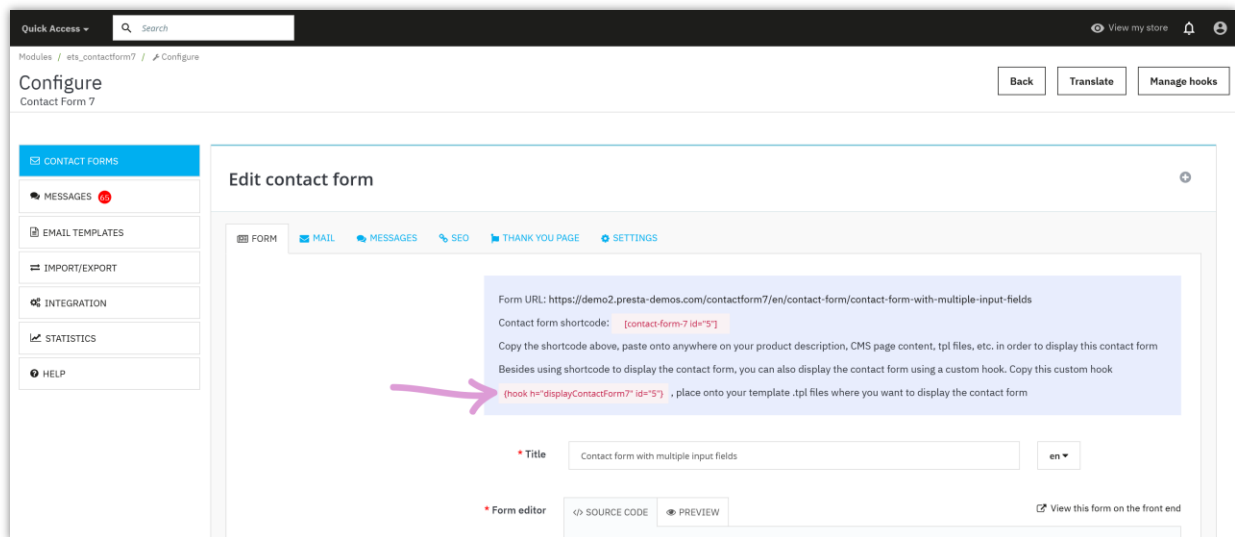 Quick Access
Search
View my store
Modules / ets_contactform7 / Configure
Configure
Contact Form 7
Back
Translate
Manage hooks
CONTACT FORMS
MESSAGES 65
EMAIL TEMPLATES
IMPORT/EXPORT
INTEGRATION
STATISTICS
HELP
Edit contact form
FORM MAIL MESSAGES SEO THANK YOU PAGE SETTINGS
Form URL: https://demo2.presta-demos.com/contactform7/en/contact-form/contact-form-with-multiple-input-fields
Contact form shortcode: [contact-form-7 id="5"]
Copy the shortcode above, paste onto anywhere on your product description, CMS page content, tpl files, etc. in order to display this contact form
Besides using shortcode to display the contact form, you can also display the contact form using a custom hook. Copy this custom hook
{hook h="displayContactForm7" id="5"} , place onto your template .tpl files where you want to display the contact form
* Title
Contact form with multiple input fields
en
* Form editor
</> SOURCE CODE
PREVIEW
View this form on the front end